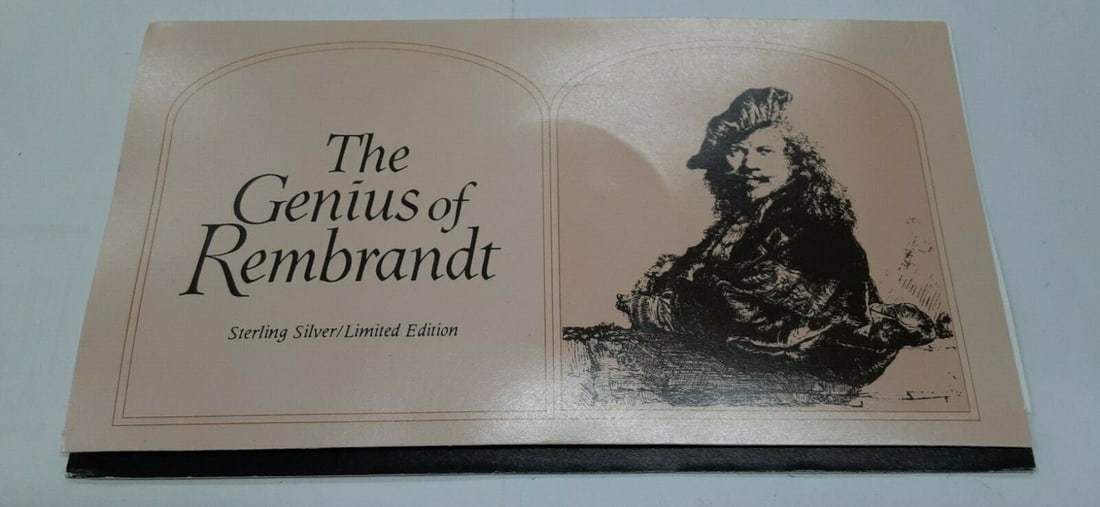 The
Genius of
Rembrandt
Sterling Silver/Limited Edition